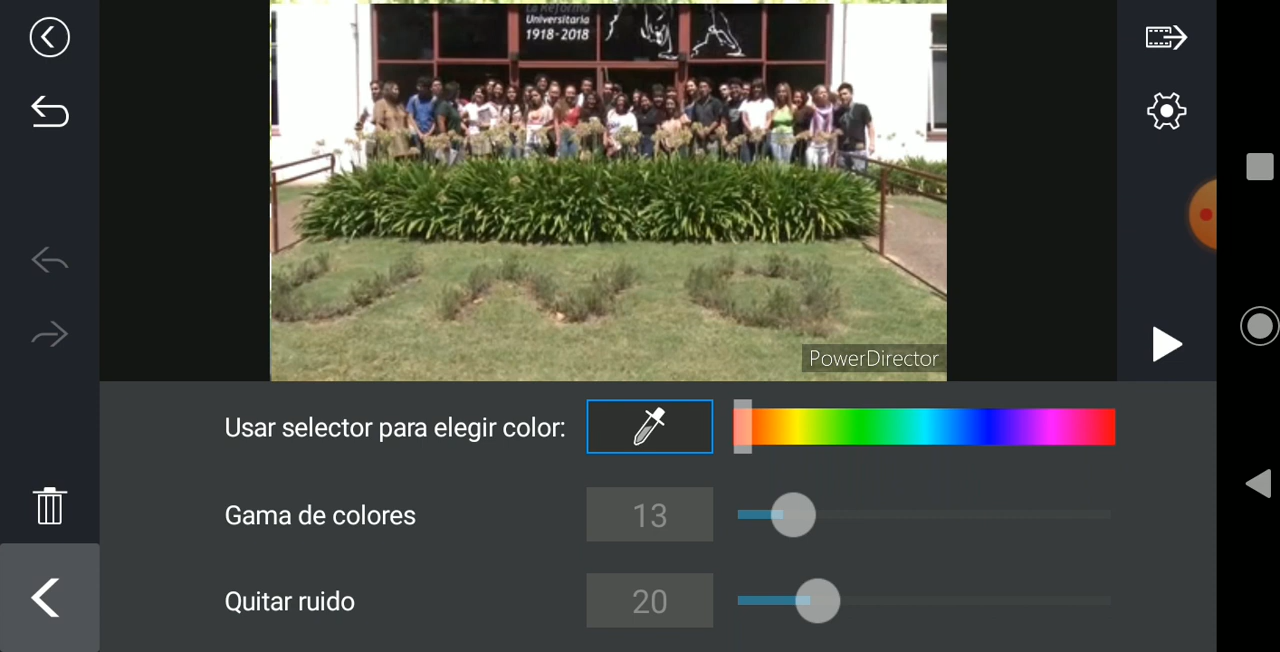 La Reforma
Universitaria
1918-2018
PowerDirector
Usar selector para elegir color:
Gama de colores
13
Quitar ruido
20